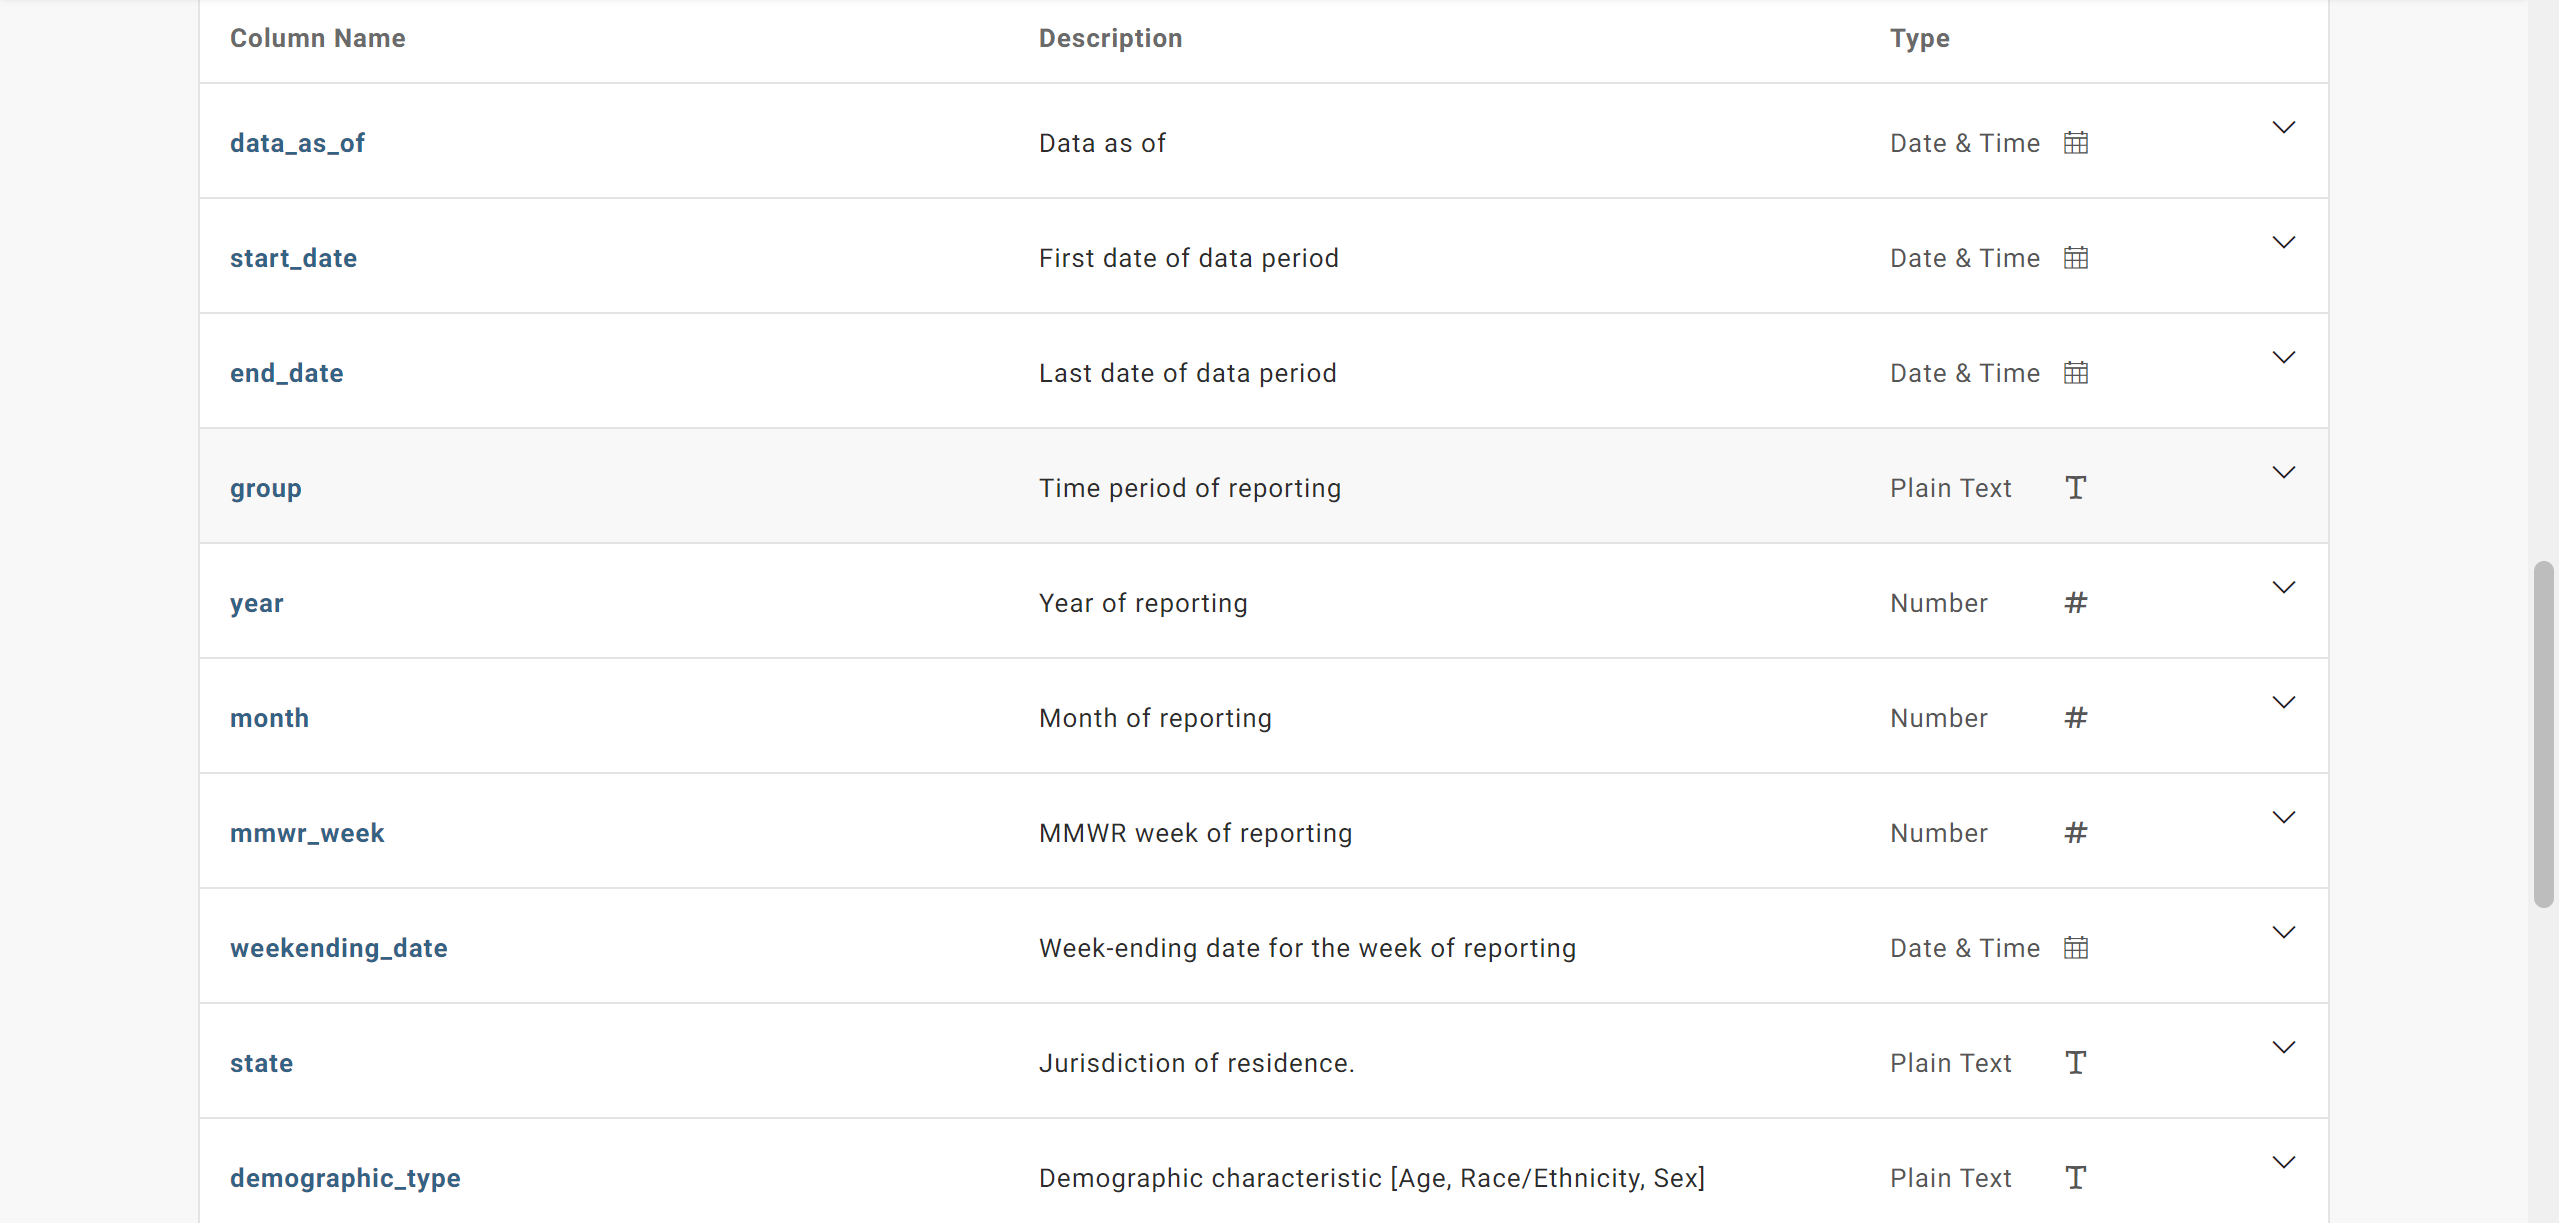 Column Name Description Type
data_as_of Data as of Date & Time
start_date First date of data period Date & Time
end_date Last date of data period Date & Time
group Time period of reporting Plain Text T
year Year of reporting Number #
month Month of reporting Number #
mmwr_week MMWR week of reporting Number #
weekending_date Week-ending date for the week of reporting Date & Time
state Jurisdiction of residence. Plain Text T
demographic_type Demographic characteristic [Age, Race/Ethnicity, Sex] Plain Text T